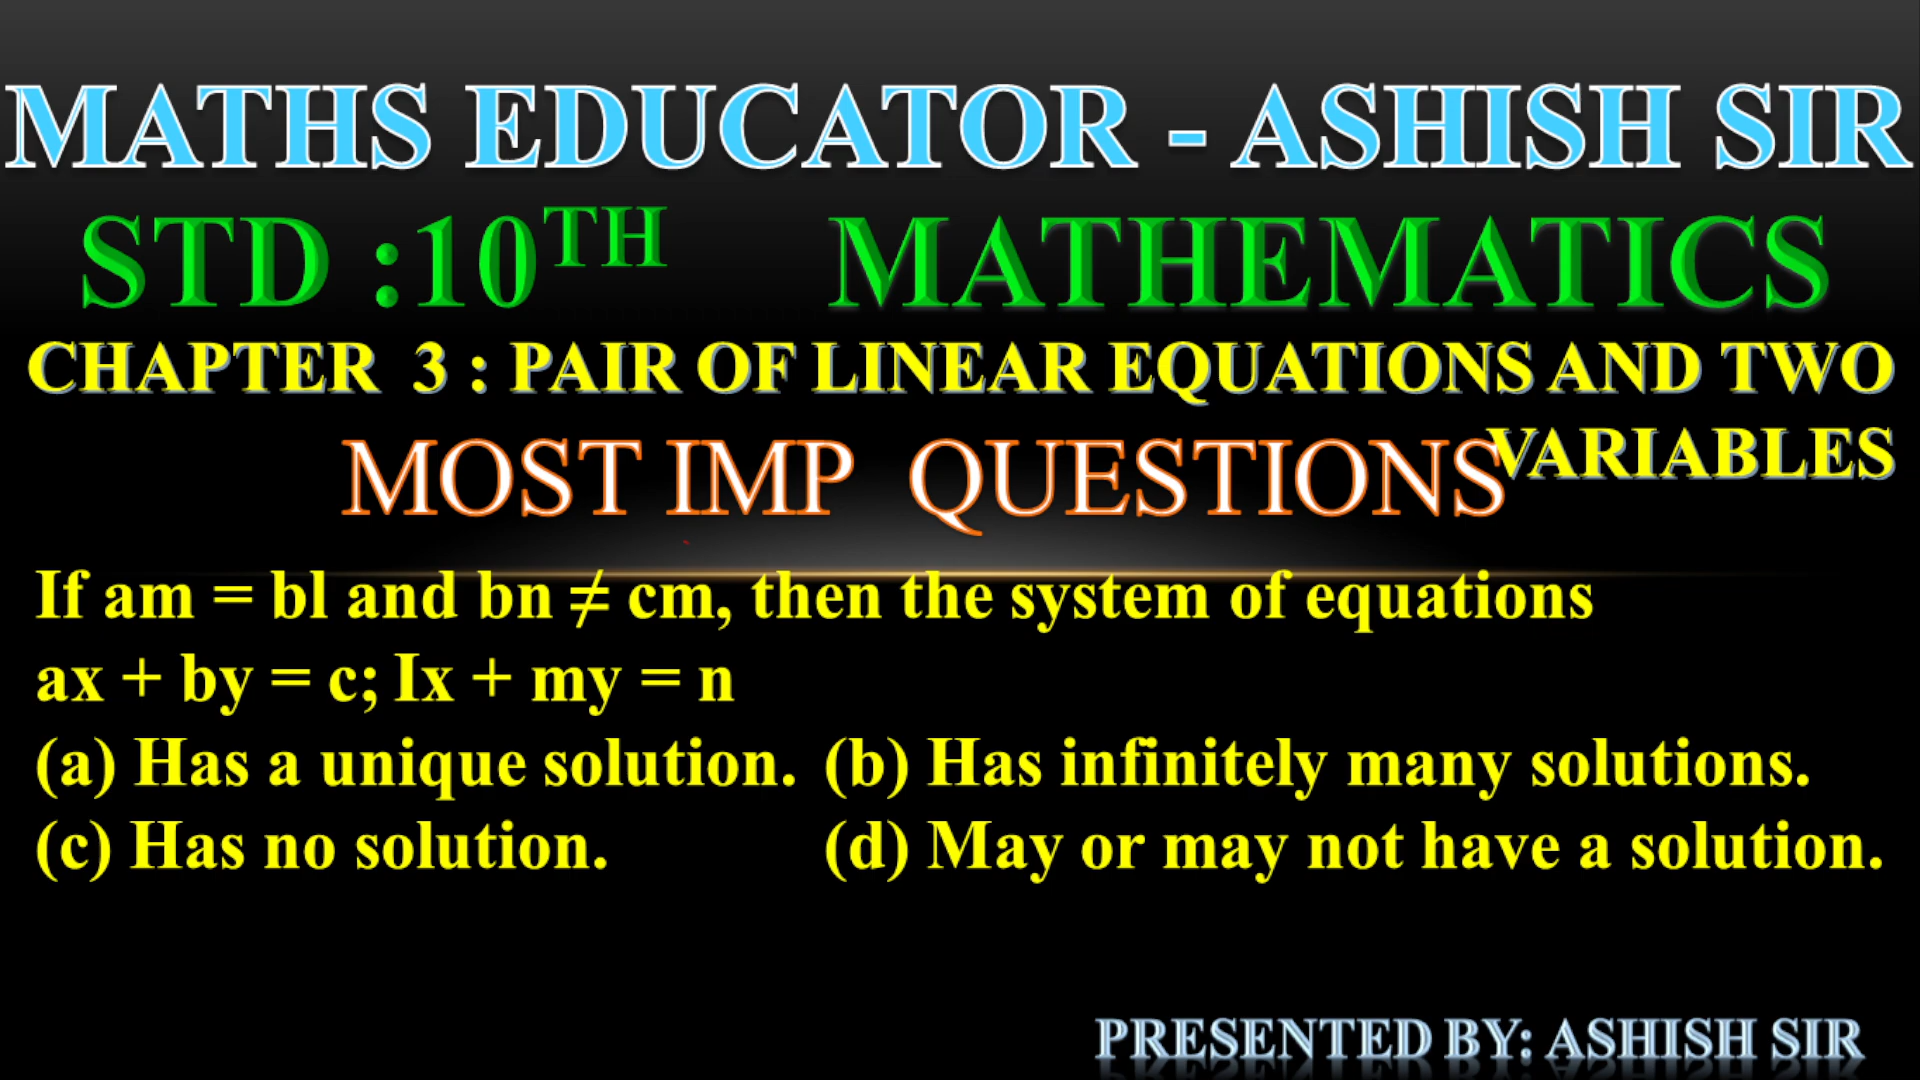 MATHS EDUCATOR - ASHISH SIR
STD :10TH MATHEMATICS
CHAPTER 3 : PAIR OF LINEAR EQUATIONS AND TWO
VARIABLES
MOST IMP QUESTIONS
If am = bl and bn ≠ cm, then the system of equations
ax + by = c; Ix + my = n
(a) Has a unique solution. (b) Has infinitely many solutions.
(c) Has no solution. (d) May or may not have a solution.
PRESENTED BY: ASHISH SIR